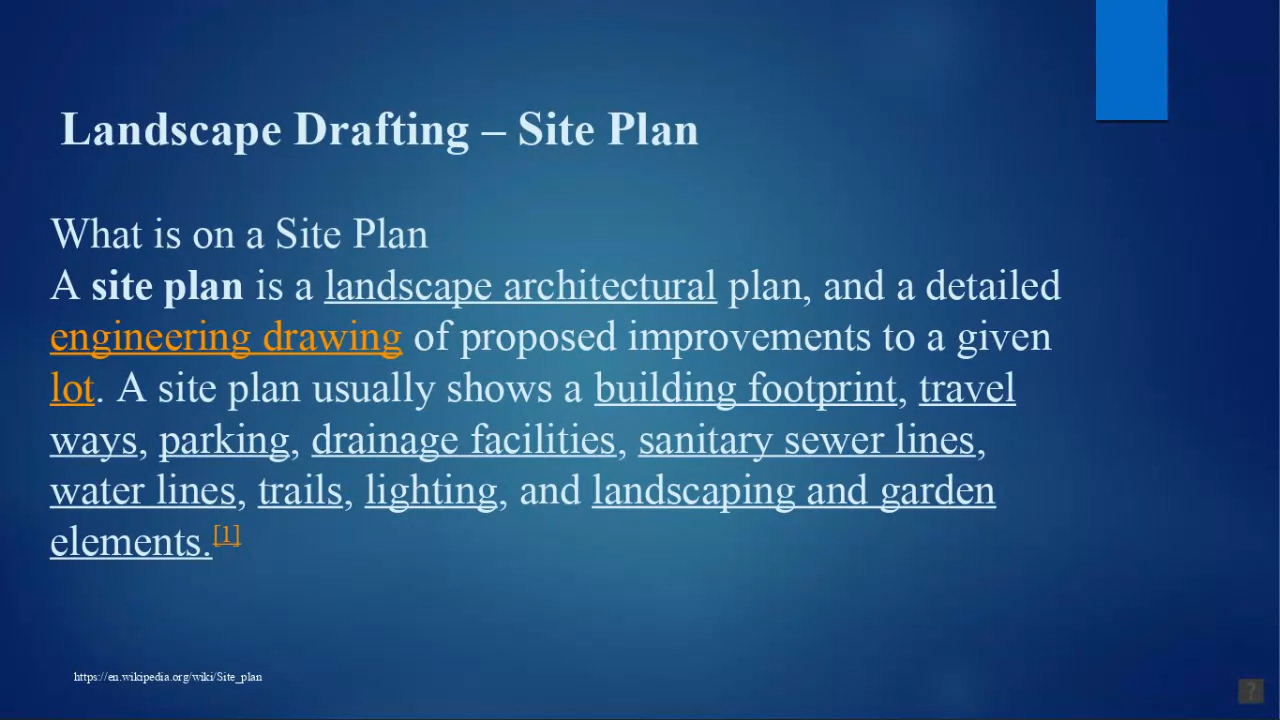 Landscape Drafting – Site Plan
What is on a Site Plan
A site plan is a landscape architectural plan, and a detailed
engineering drawing of proposed improvements to a given
lot. A site plan usually shows a building footprint, travel
ways, parking, drainage facilities, sanitary sewer lines,
water lines, trails, lighting, and landscaping and garden
elements.[1]
https://en.wikipedia.org/wiki/Site_plan
?